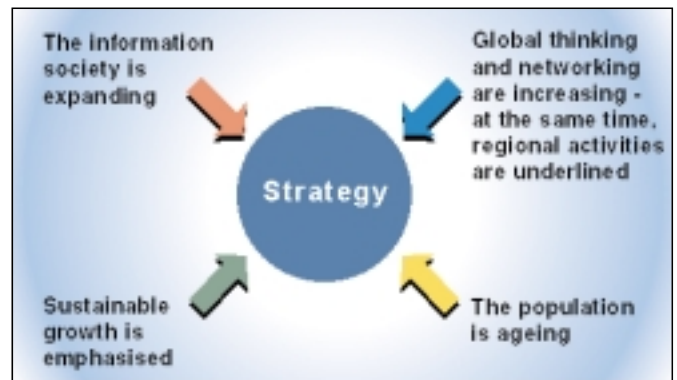 The information
society is
expanding
Global thinking
and networking
are increasing -
at the same time,
regional activities
are underlined
Strategy
Sustainable
growth is
emphasised
The population
is ageing